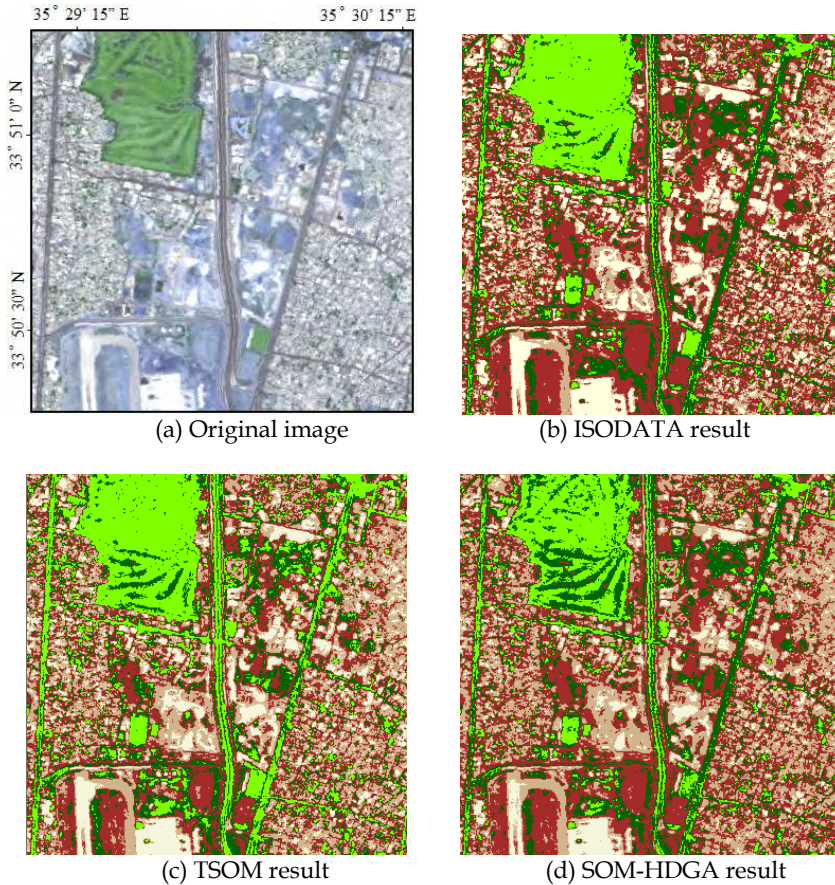 35° 29' 15” E
35° 30' 15” E
33° 51' 0” N
33° 50' 30” N
(a) Original image
(b) ISODATA result
(c) TSOM result
(d) SOM-HDGA result